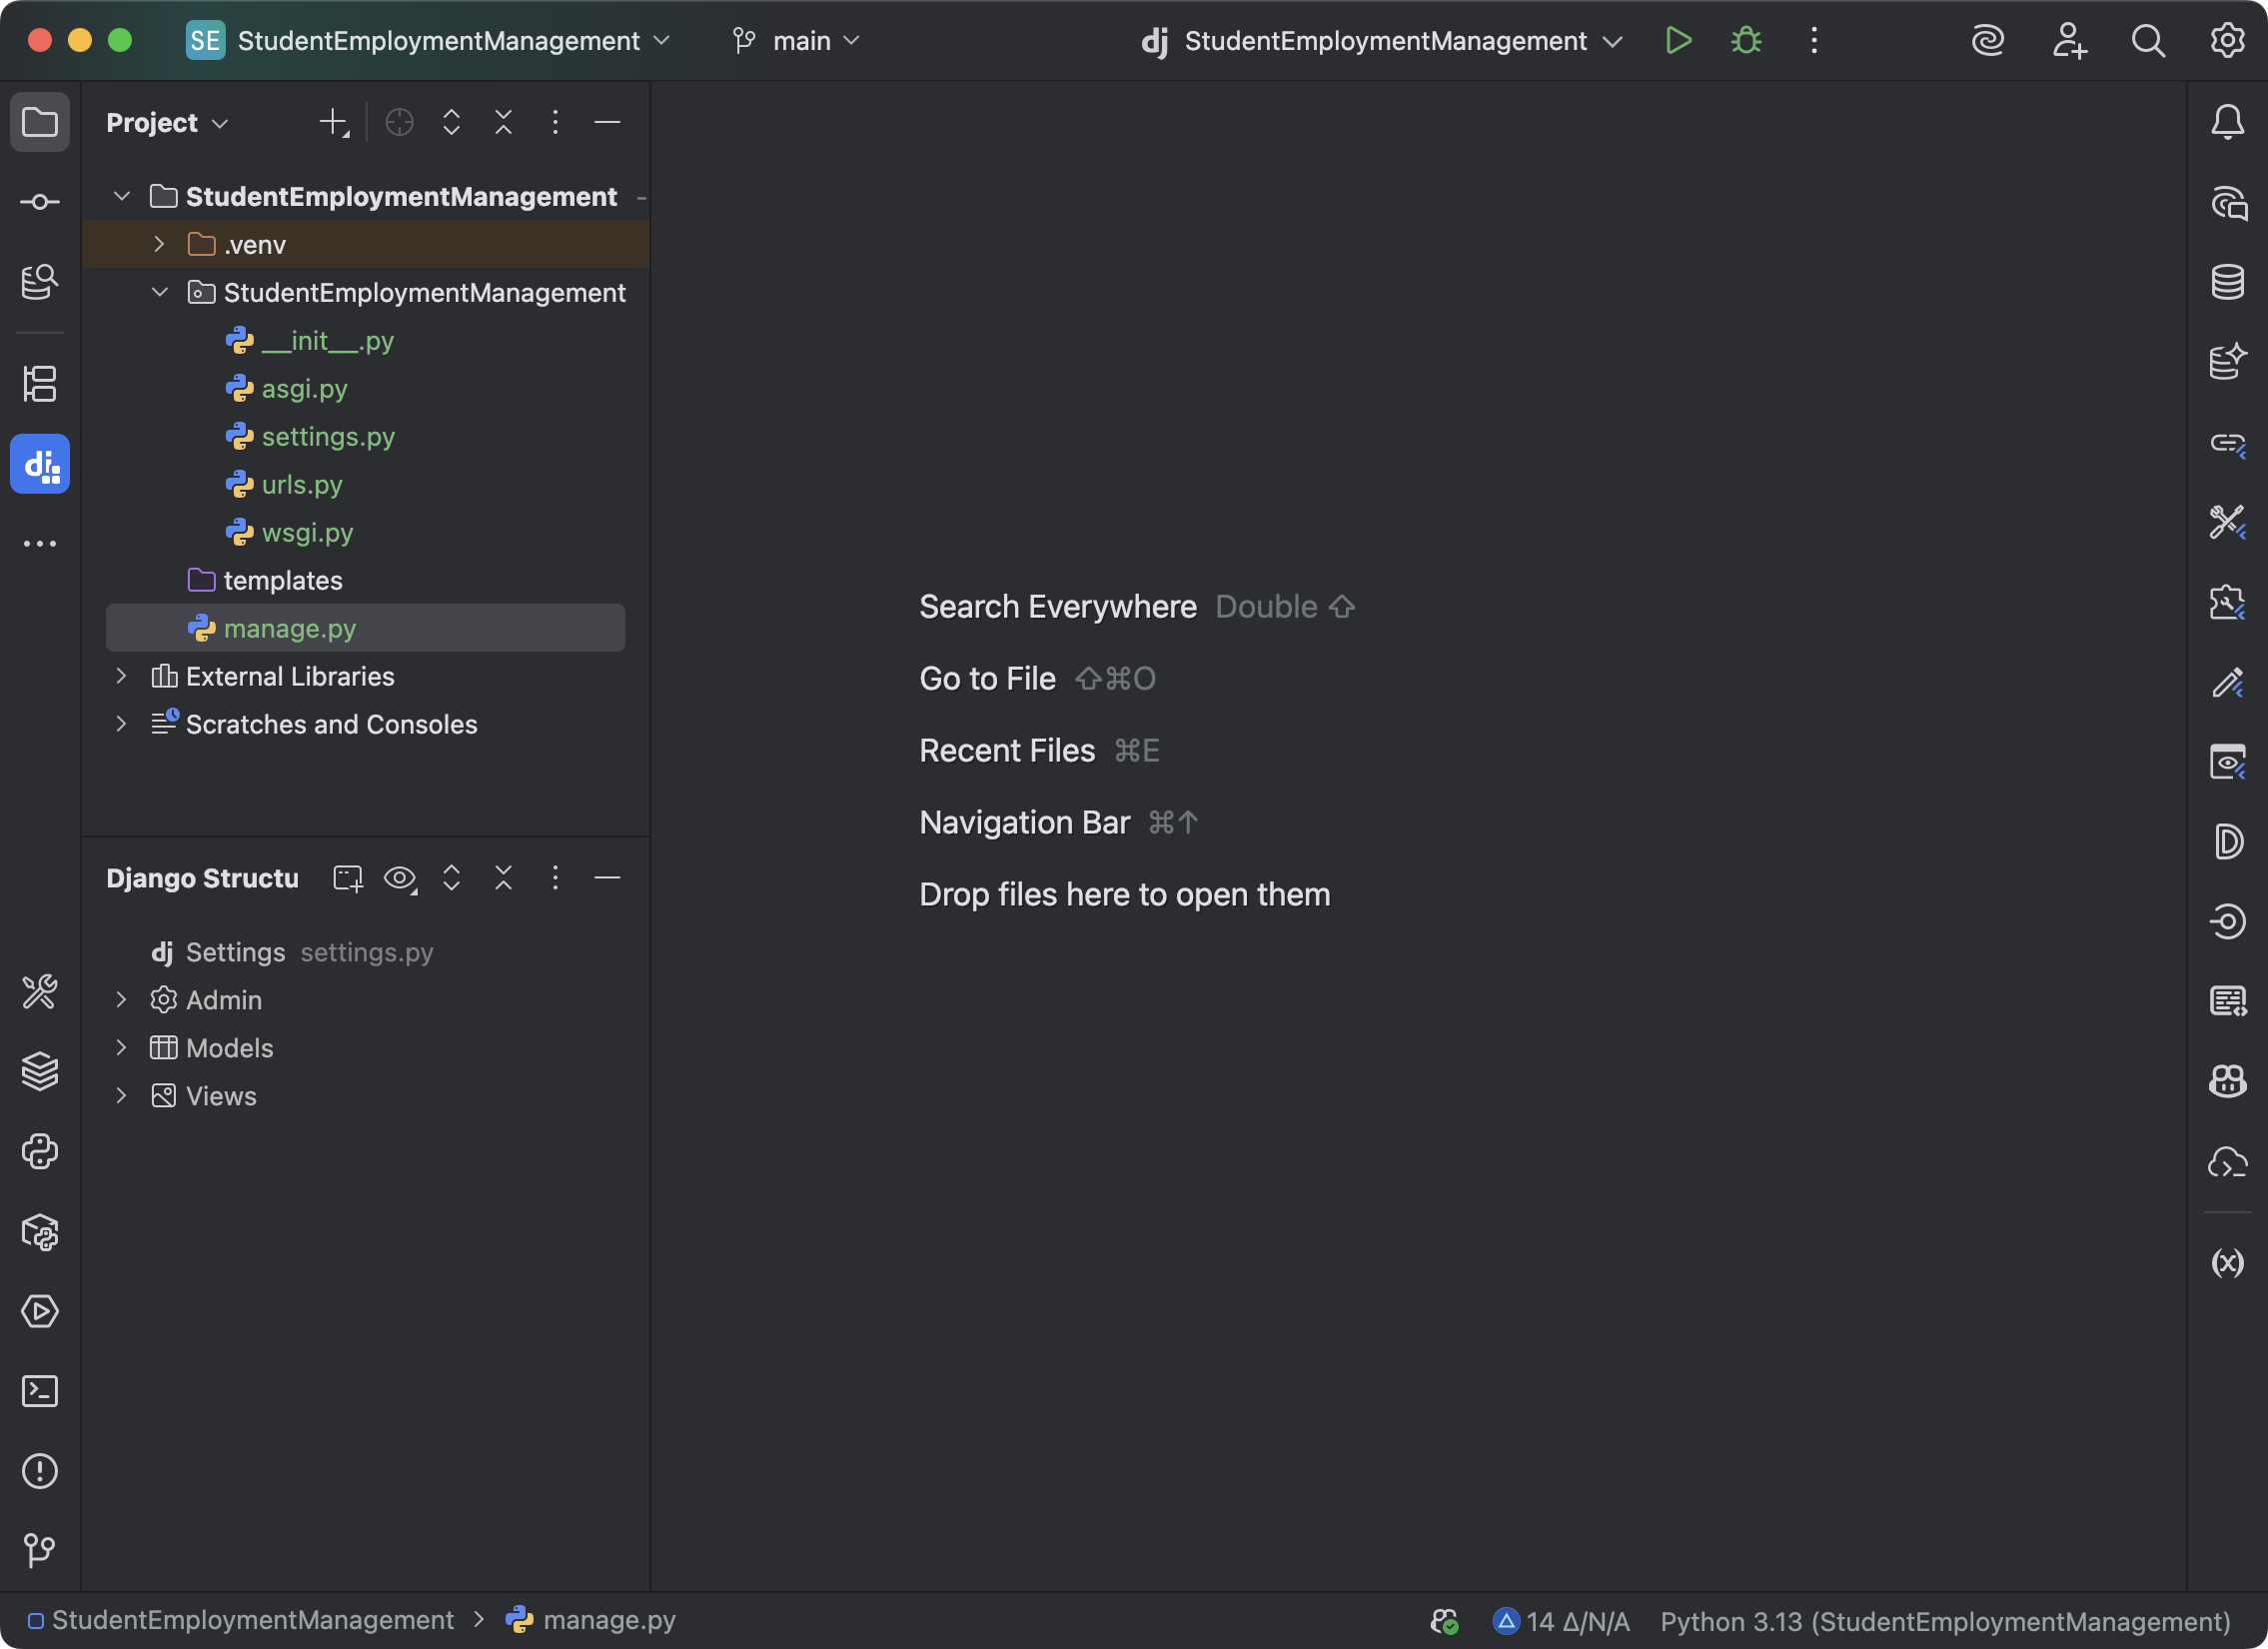 SE StudentEmploymentManagement main dj StudentEmploymentManagement
Project
StudentEmploymentManagement -
.venv
StudentEmploymentManagement
__init__.py
asgi.py
settings.py
urls.py
wsgi.py
templates
manage.py
External Libraries
Scratches and Consoles
dj
Search Everywhere Double ⇧
Go to File ⇧⌘O
Recent Files ⌘E
Navigation Bar ⌘↑
Drop files here to open them
Django Structu
dj Settings settings.py
Admin
Models
Views
StudentEmploymentManagement > manage.py
14 Δ/N/A Python 3.13 (StudentEmploymentManagement)